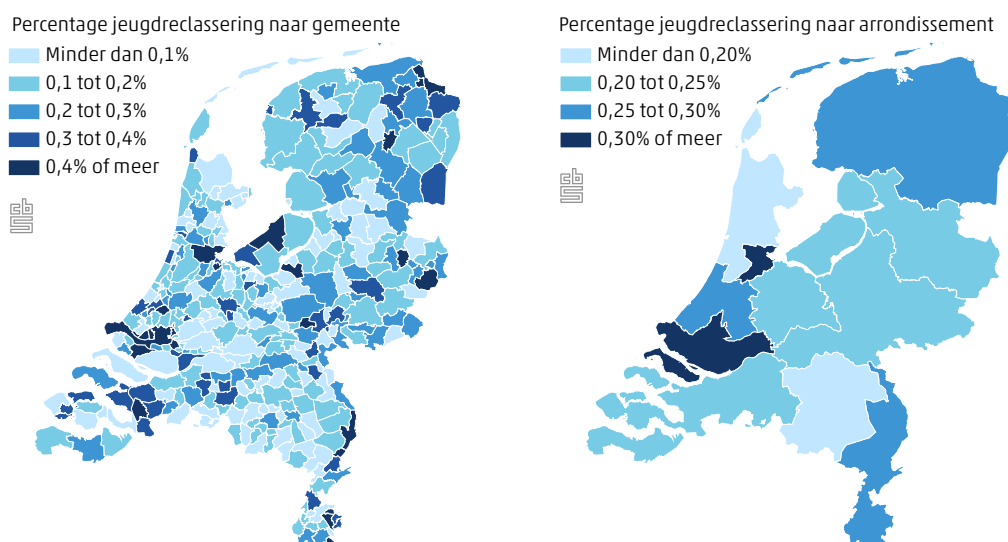 Percentage jeugdreclassering naar gemeente
Minder dan 0,1%
0,1 tot 0,2%
0,2 tot 0,3%
0,3 tot 0,4%
0,4% of meer
Percentage jeugdreclassering naar arrondissement
Minder dan 0,20%
0,20 tot 0,25%
0,25 tot 0,30%
0,30% of meer